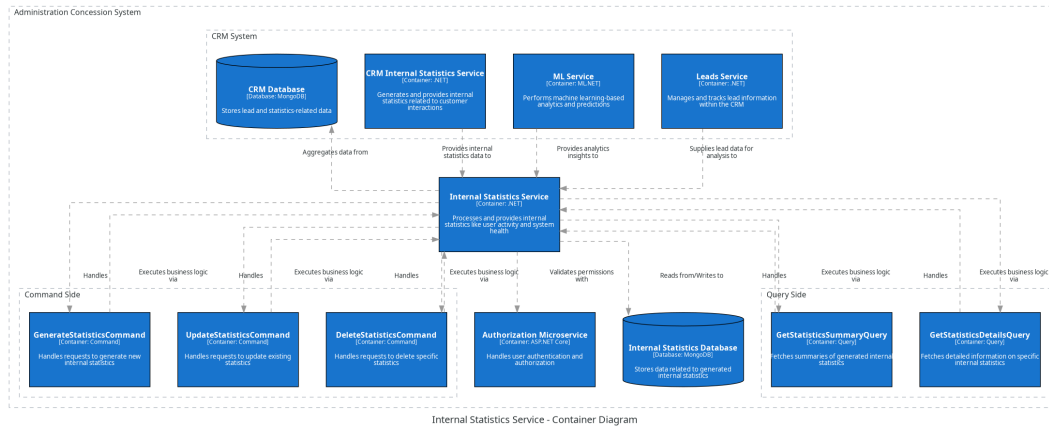 Administration Concession System
CRM System
CRM Database
[Database: MongoDB]
Stores lead and statistics-related data
CRM Internal Statistics Service
[Container: .NET]
Generates and provides internal
statistics related to customer
interactions
ML Service
[Container: ML.NET]
Performs machine learning-based
analytics and predictions
Leads Service
[Container: .NET]
Manages and tracks lead information
within the CRM
Aggregates data from
Provides internal
statistics data to
Provides analytics
insights to
Supplies lead data for
analysis to
Internal Statistics Service
[Container: .NET]
Processes and provides internal
statistics like user activity and system
health
Handles
Executes business logic
via
Handles
Executes business logic
via
Handles
Executes business logic
via
Validates permissions
with
Reads from/Writes to
Handles
Executes business logic
via
Handles
Executes business logic
via
Command Side
GenerateStatisticsCommand
[Container: Command]
Handles requests to generate new
internal statistics
UpdateStatisticsCommand
[Container: Command]
Handles requests to update existing
statistics
DeleteStatisticsCommand
[Container: Command]
Handles requests to delete specific
statistics
Authorization Microservice
[Container: ASP.NET Core]
Handles user authentication and
authorization
Internal Statistics Database
[Database: MongoDB]
Stores data related to generated
internal statistics
Query Side
GetStatisticsSummaryQuery
[Container: Query]
Fetches summaries of generated internal
statistics
GetStatisticsDetailsQuery
[Container: Query]
Fetches detailed information on specific
internal statistics
Internal Statistics Service - Container Diagram